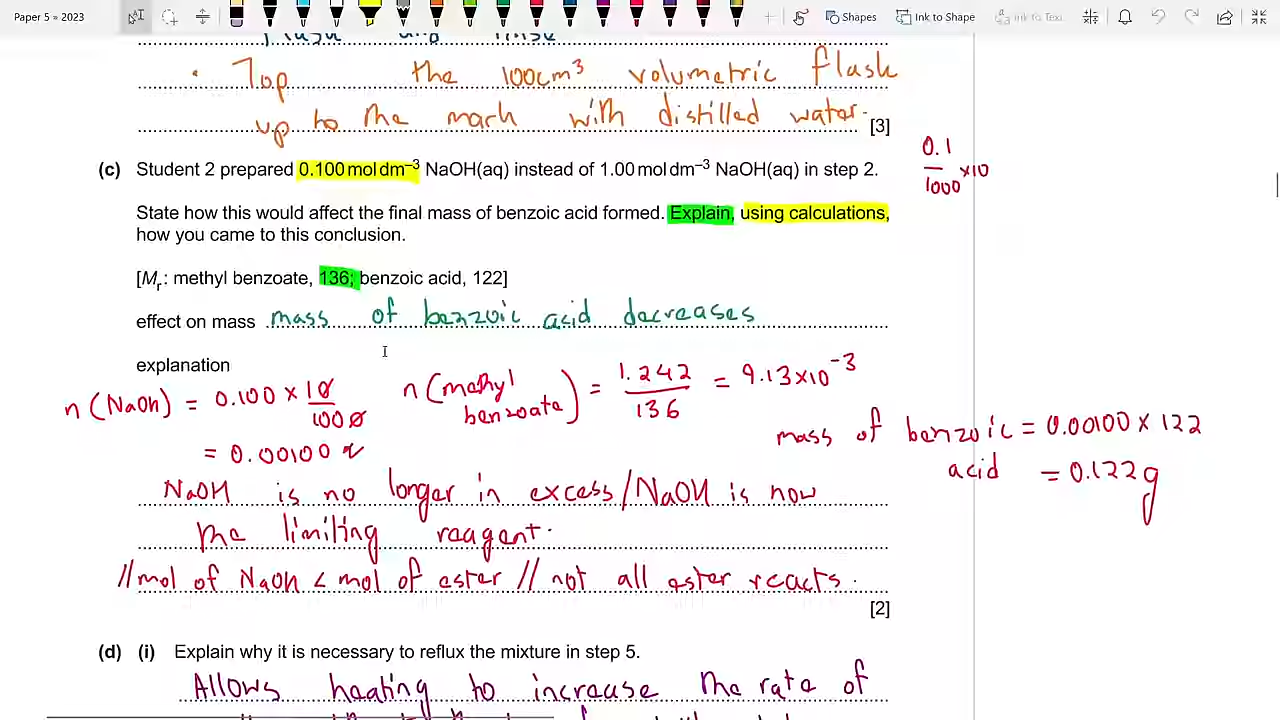 Paper 5 ° 2023
Shapes
Ink to Shape
Ink to Text
flask and rinse
· Top the 100cm³ volumetric flask
up to the mark with distilled water.
[3]
0.1
1000 ×10
(c) Student 2 prepared 0.100 mol dm⁻³ NaOH(aq) instead of 1.00 mol dm⁻³ NaOH(aq) in step 2.
State how this would affect the final mass of benzoic acid formed. Explain, using calculations,
how you came to this conclusion.
[Mr: methyl benzoate, 136; benzoic acid, 122]
effect on mass mass of benzoic acid decreases
explanation
n (NaOH) = 0.100 × 10
1000
= 0.00100
n (methyl benzoate) = 1.242
136
= 9.13×10⁻³
mass of benzoic = 0.00100 × 122
acid = 0.122g
NaOH is no longer in excess/NaOH is now
the limiting reagent.
//mol of NaOH < mol of ester // not all ester reacts.
[2]
(d) (i) Explain why it is necessary to reflux the mixture in step 5.
Allows heating to increase the rate of